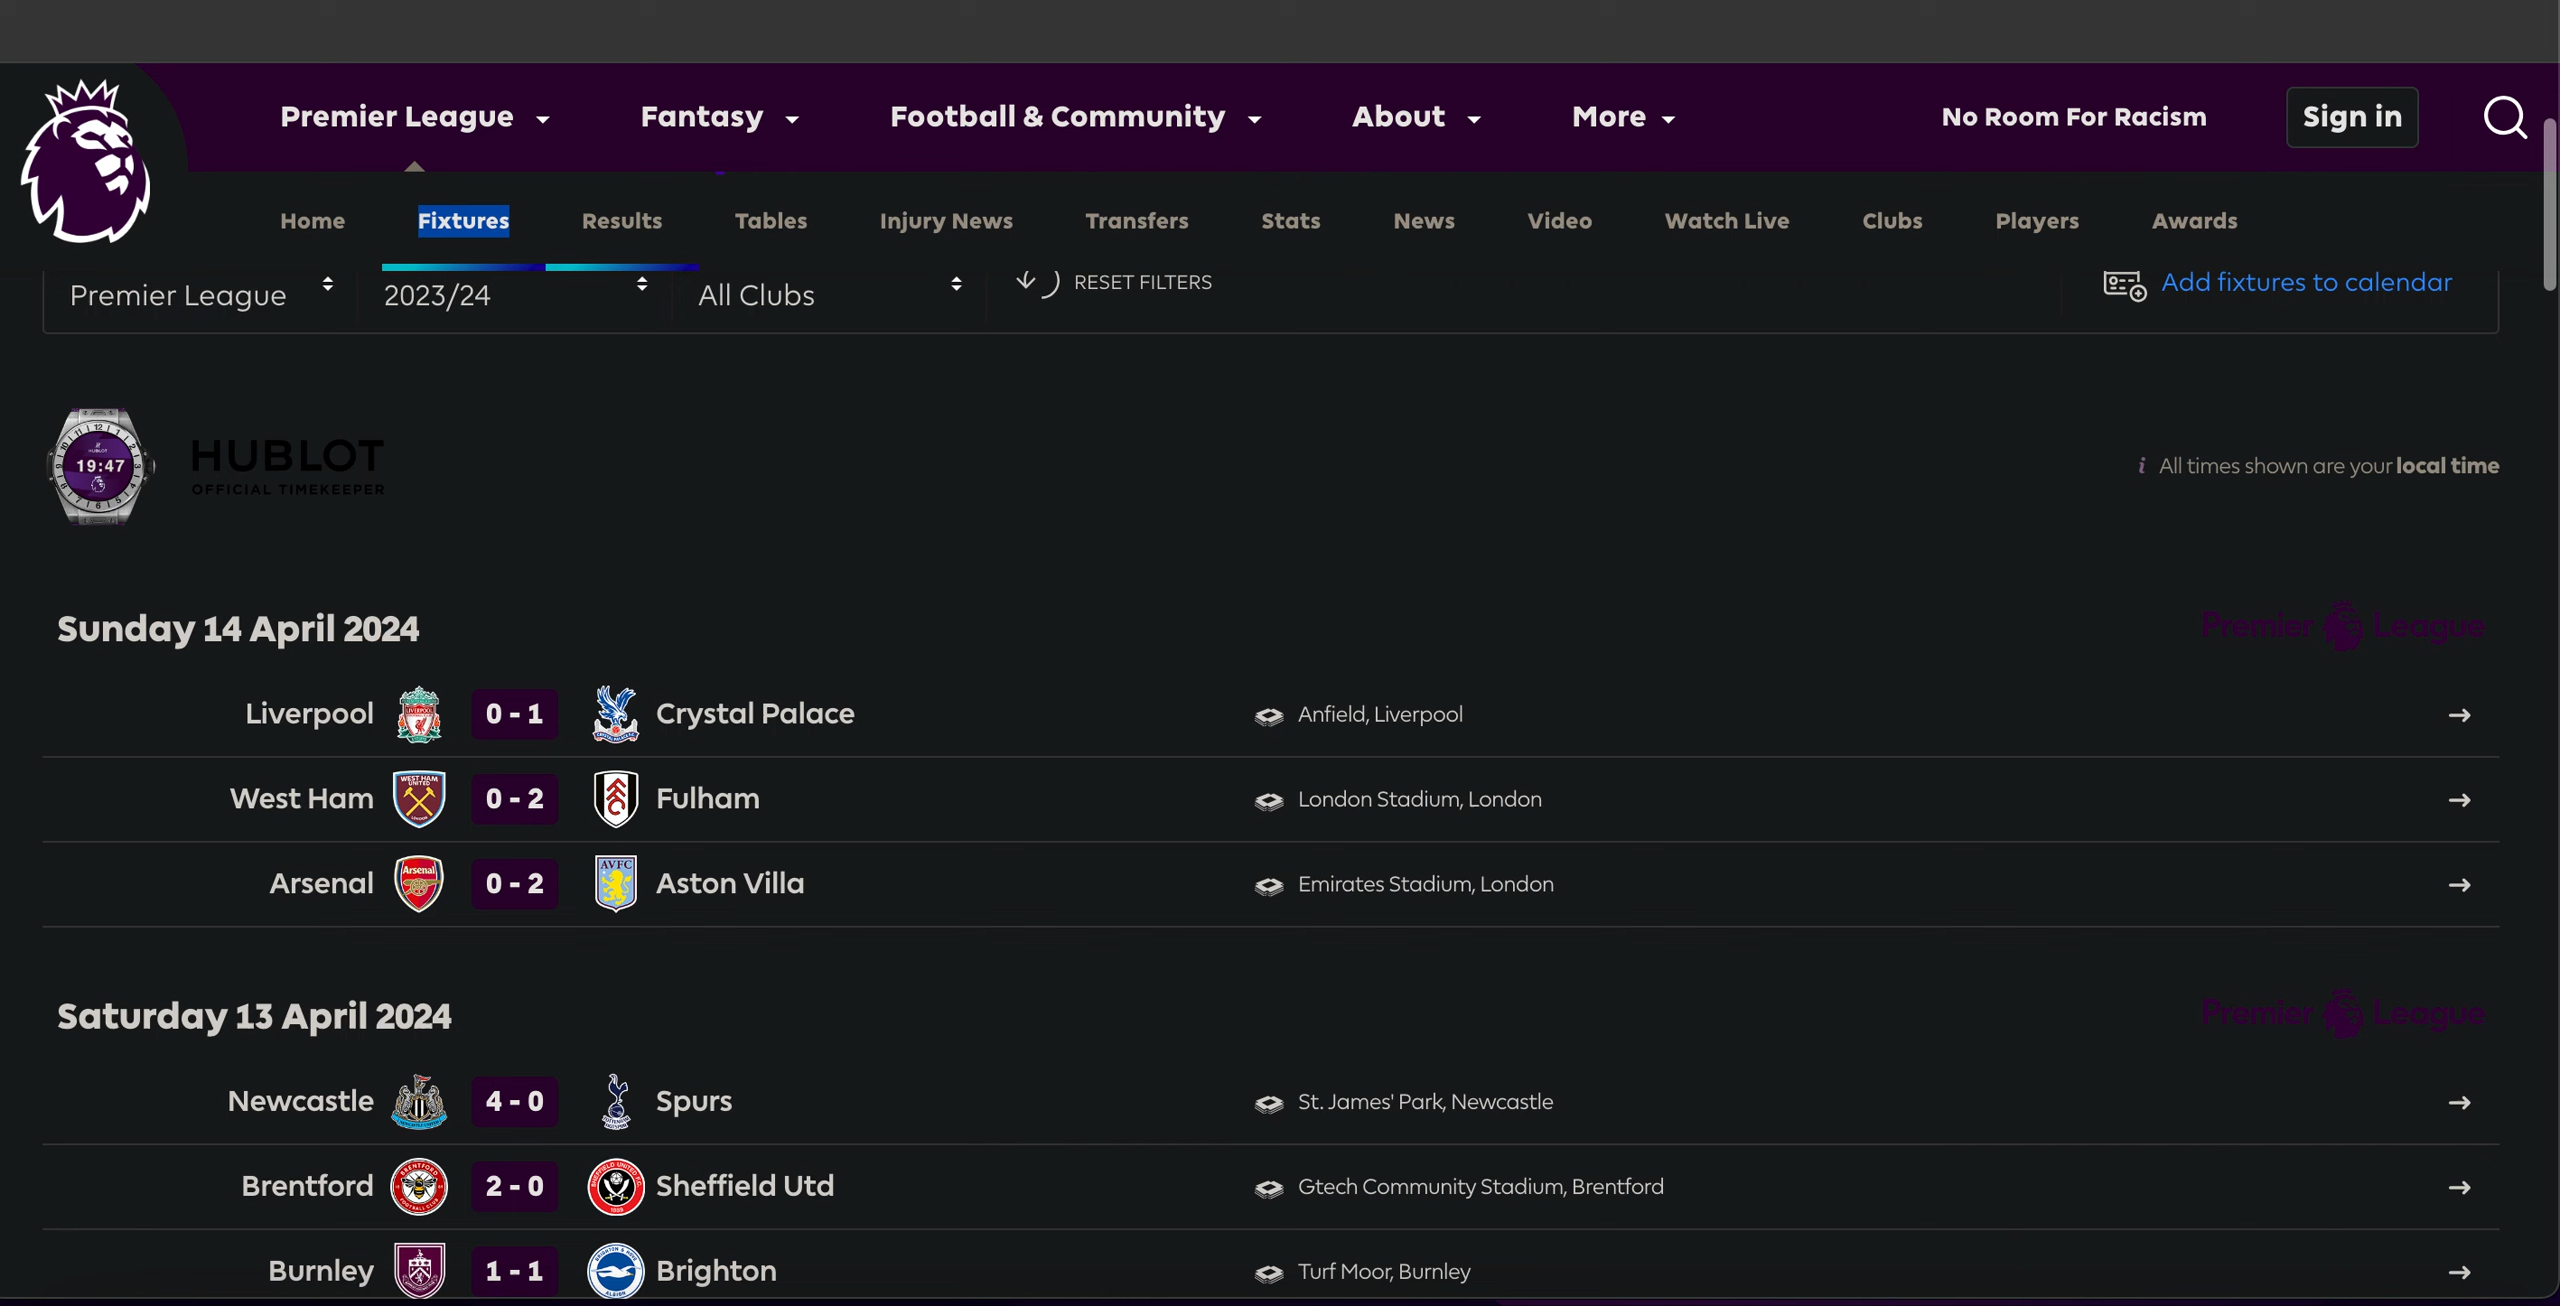 Premier League
Fantasy
Football & Community
About
More
No Room For Racism
Sign in
Home
Fixtures
Results
Tables
Injury News
Transfers
Stats
News
Video
Watch Live
Clubs
Players
Awards
Premier League
2023/24
All Clubs
RESET FILTERS
Add fixtures to calendar
19:47
HUBLOT
OFFICIAL TIMEKEEPER
i All times shown are your local time
Sunday 14 April 2024
Premier League
Liverpool 0 - 1 Crystal Palace Anfield, Liverpool
West Ham 0 - 2 Fulham London Stadium, London
Arsenal 0 - 2 Aston Villa Emirates Stadium, London
Saturday 13 April 2024
Premier League
Newcastle 4 - 0 Spurs St. James' Park, Newcastle
Brentford 2 - 0 Sheffield Utd Gtech Community Stadium, Brentford
Burnley 1 - 1 Brighton Turf Moor, Burnley